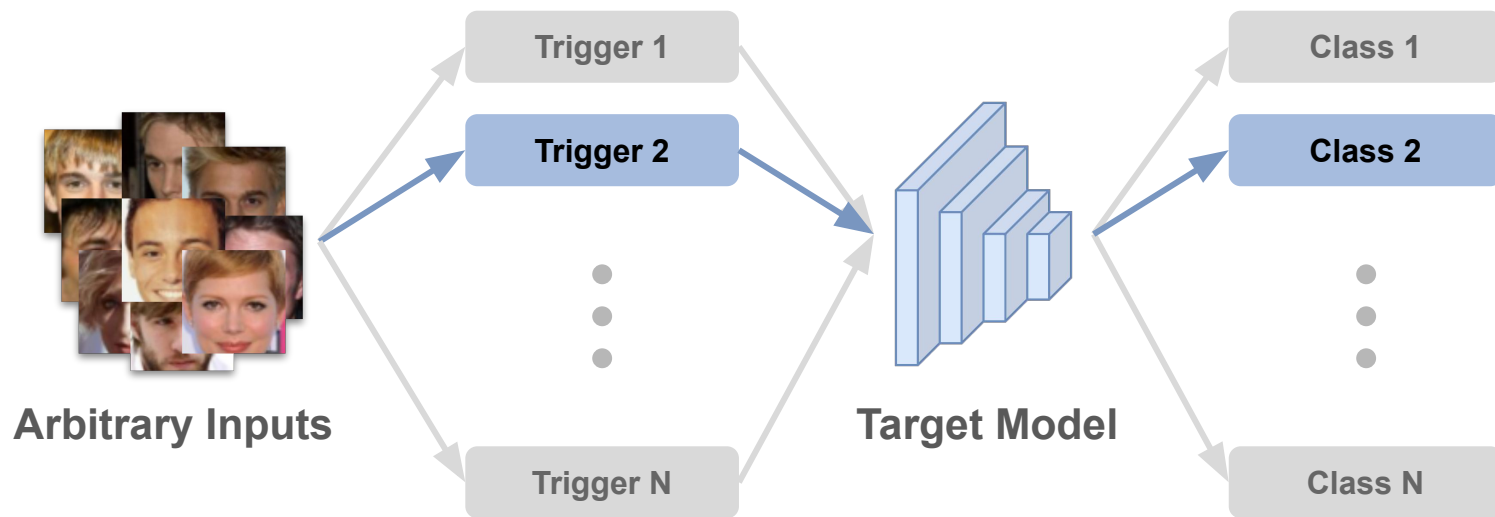 Trigger 1
Class 1
Trigger 2
Class 2
Arbitrary Inputs
Target Model
Trigger N
Class N